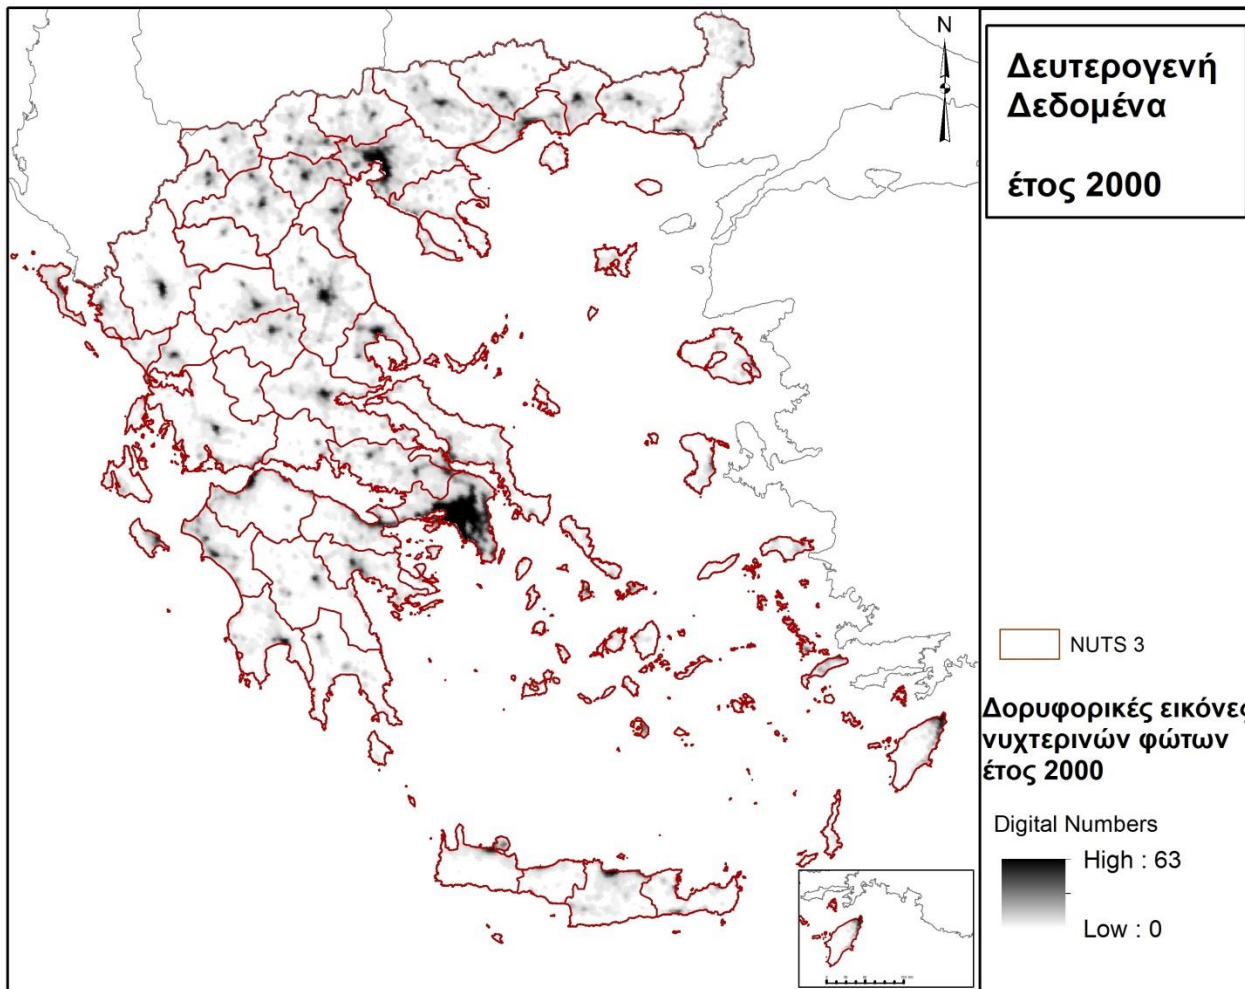 N
Δευτερογενή
Δεδομένα
έτος 2000
NUTS 3
Δορυφορικές εικόνες
νυχτερινών φώτων
έτος 2000
Digital Numbers
High : 63
Low : 0